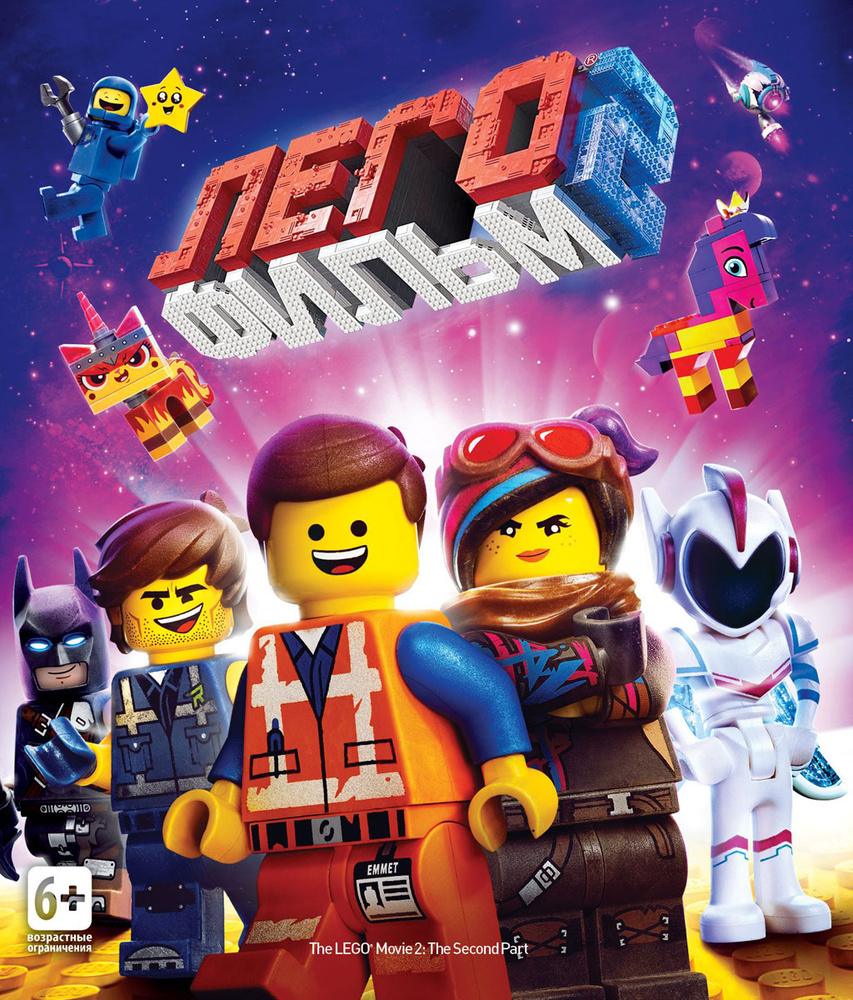 ЛЕГО® 2
ФИЛЬМ
EMMET
6+
возрастные
ограничения
The LEGO® Movie 2: The Second Part